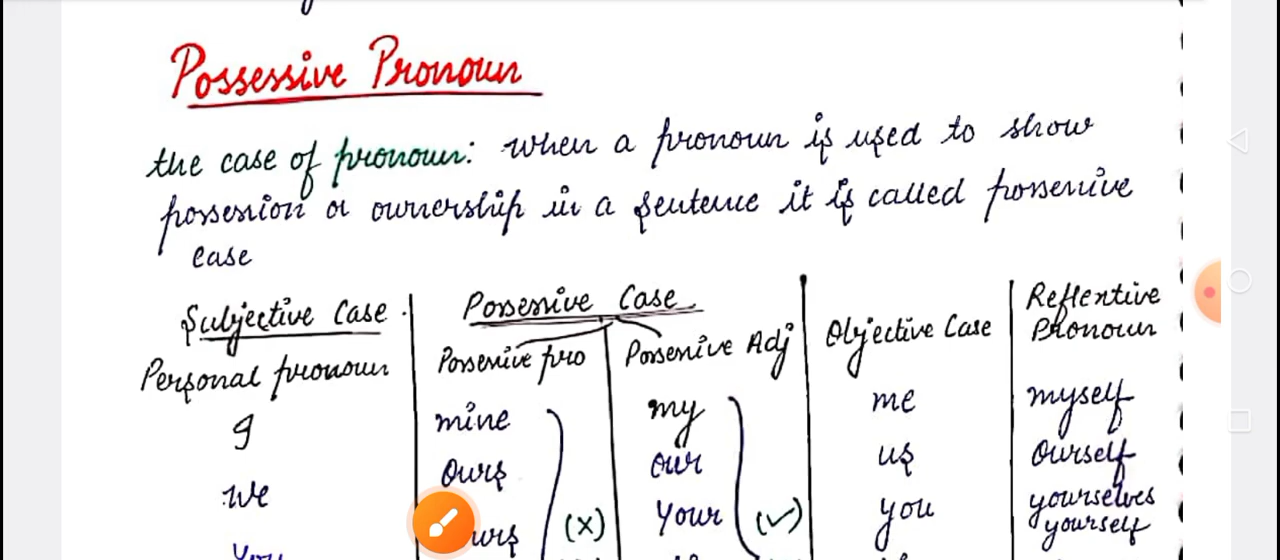 Possessive Pronoun
the case of pronoun: when a pronoun is used to show
possession or ownership in a sentence it is called possessive
case
Subjective Case
Possessive Case
Objective Case
Reflextive
Pronoun
Personal pronoun
Possessive pro
Possessive Adj
I
mine
my
me
myself
we
ours
our
us
Ourself
your
you
yourselves
yourself
(x)
(✓)
You